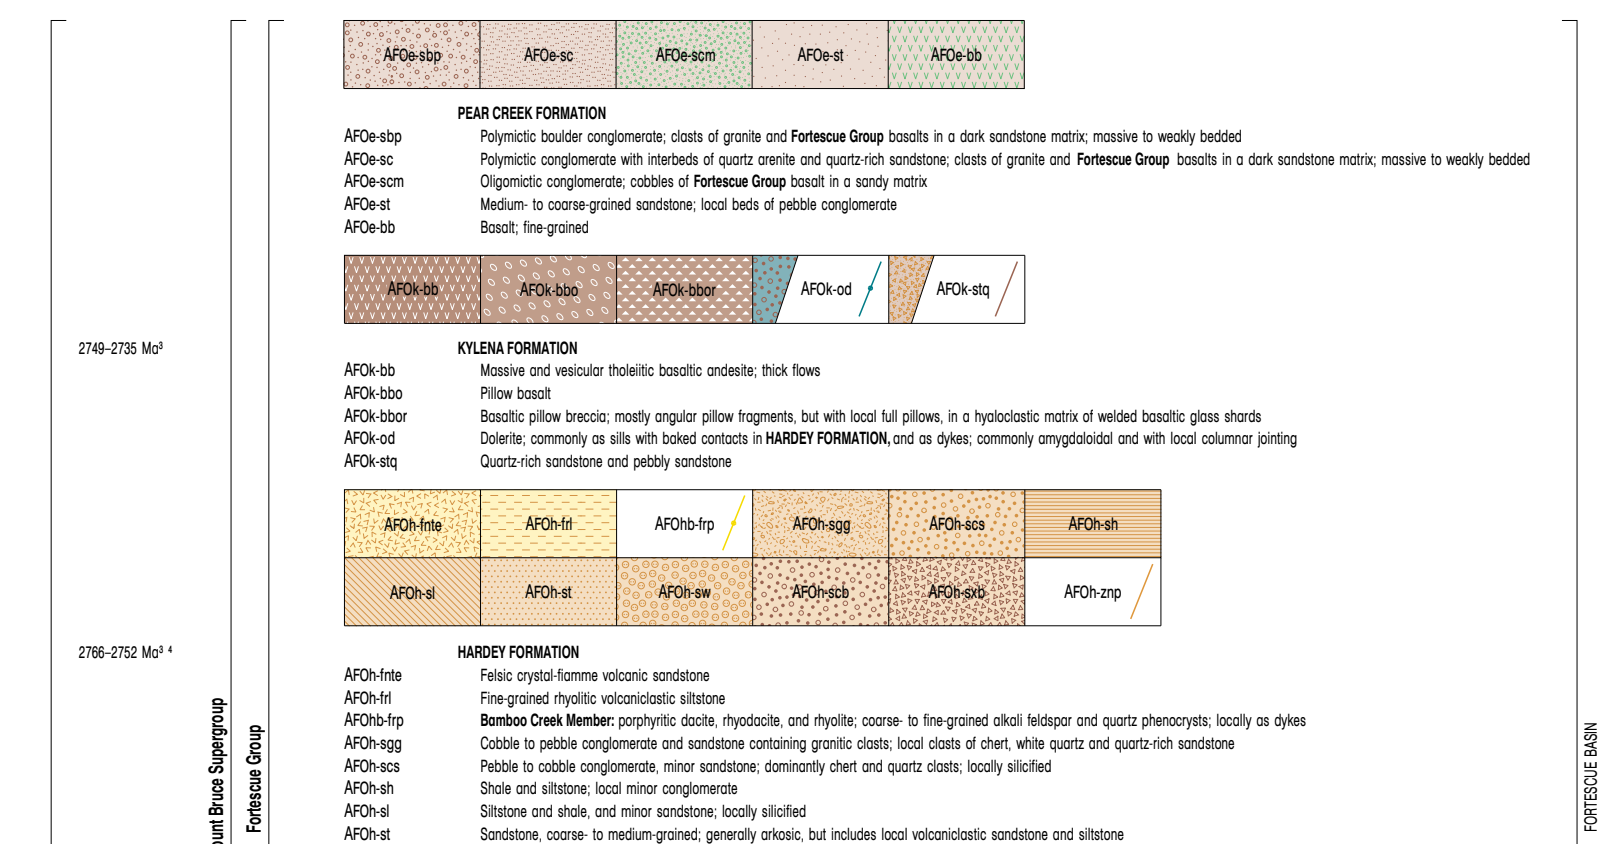 AFOe-sbp AFOe-sc AFOe-scm AFOe-st AFOe-bb
PEAR CREEK FORMATION
AFOe-sbp Polymictic boulder conglomerate; clasts of granite and Fortescue Group basalts in a dark sandstone matrix; massive to weakly bedded
AFOe-sc Polymictic conglomerate with interbeds of quartz arenite and quartz-rich sandstone; clasts of granite and Fortescue Group basalts in a dark sandstone matrix; massive to weakly bedded
AFOe-scm Oligomictic conglomerate; cobbles of Fortescue Group basalt in a sandy matrix
AFOe-st Medium- to coarse-grained sandstone; local beds of pebble conglomerate
AFOe-bb Basalt; fine-grained
AFOk-bb AFOk-bbo AFOk-bbor AFOk-od AFOk-stq
2749–2735 Ma³ KYLENA FORMATION
AFOk-bb Massive and vesicular tholeiitic basaltic andesite; thick flows
AFOk-bbo Pillow basalt
AFOk-bbor Basaltic pillow breccia; mostly angular pillow fragments, but with local full pillows, in a hyaloclastic matrix of welded basaltic glass shards
AFOk-od Dolerite; commonly as sills with baked contacts in HARDEY FORMATION, and as dykes; commonly amygdaloidal and with local columnar jointing
AFOk-stq Quartz-rich sandstone and pebbly sandstone
AFOh-fnte AFOh-frl AFOhb-frp AFOh-sgg AFOh-scs AFOh-sh
AFOh-sl AFOh-st AFOh-sw AFOh-scb AFOh-sxb AFOh-znp
2766–2752 Ma³ ⁴ HARDEY FORMATION
AFOh-fnte Felsic crystal-fiamme volcanic sandstone
AFOh-frl Fine-grained rhyolitic volcaniclastic siltstone
AFOhb-frp Bamboo Creek Member: porphyritic dacite, rhyodacite, and rhyolite; coarse- to fine-grained alkali feldspar and quartz phenocrysts; locally as dykes
AFOh-sgg Cobble to pebble conglomerate and sandstone containing granitic clasts; local clasts of chert, white quartz and quartz-rich sandstone
AFOh-scs Pebble to cobble conglomerate, minor sandstone; dominantly chert and quartz clasts; locally silicified
AFOh-sh Shale and siltstone; local minor conglomerate
AFOh-sl Siltstone and shale, and minor sandstone; locally silicified
AFOh-st Sandstone, coarse- to medium-grained; generally arkosic, but includes local volcaniclastic sandstone and siltstone
unt Bruce Supergroup
Fortescue Group
FORTESCUE BASIN